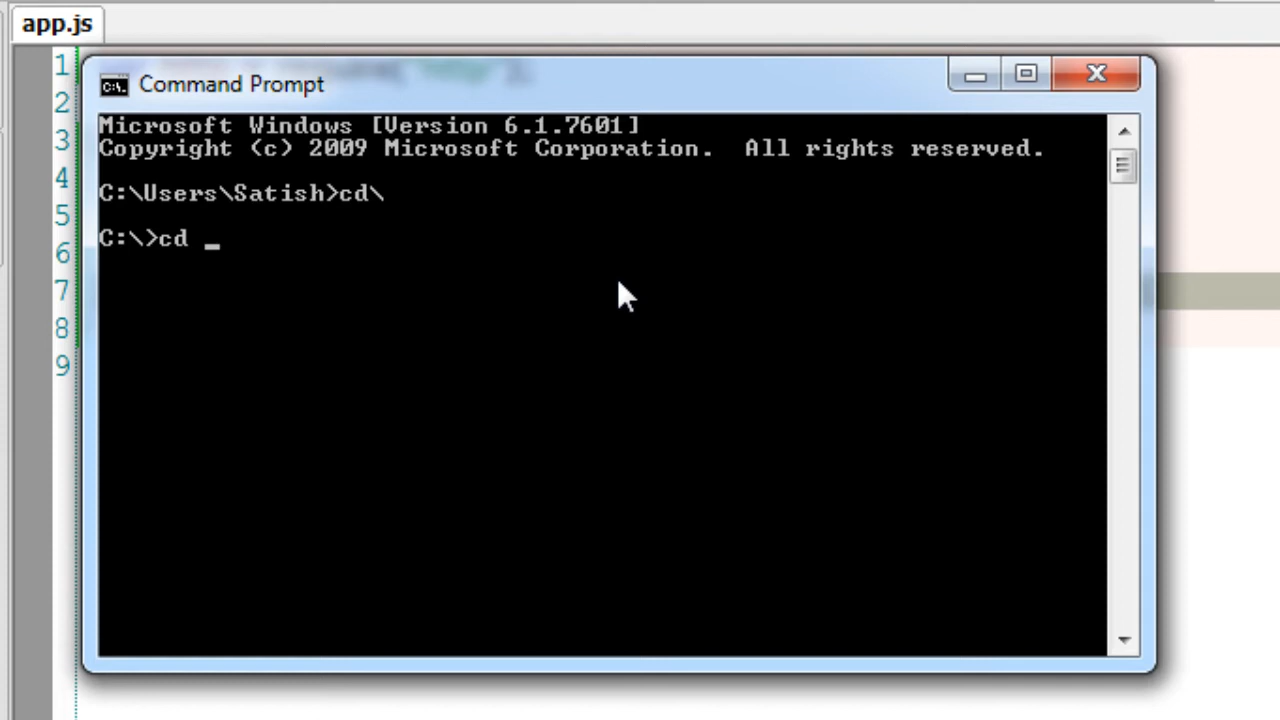 app.js
1
2
3
4
5
6
7
8
9
Command Prompt
Microsoft Windows [Version 6.1.7601]
Copyright (c) 2009 Microsoft Corporation. All rights reserved.
C:\Users\Satish>cd\
C:\>cd _